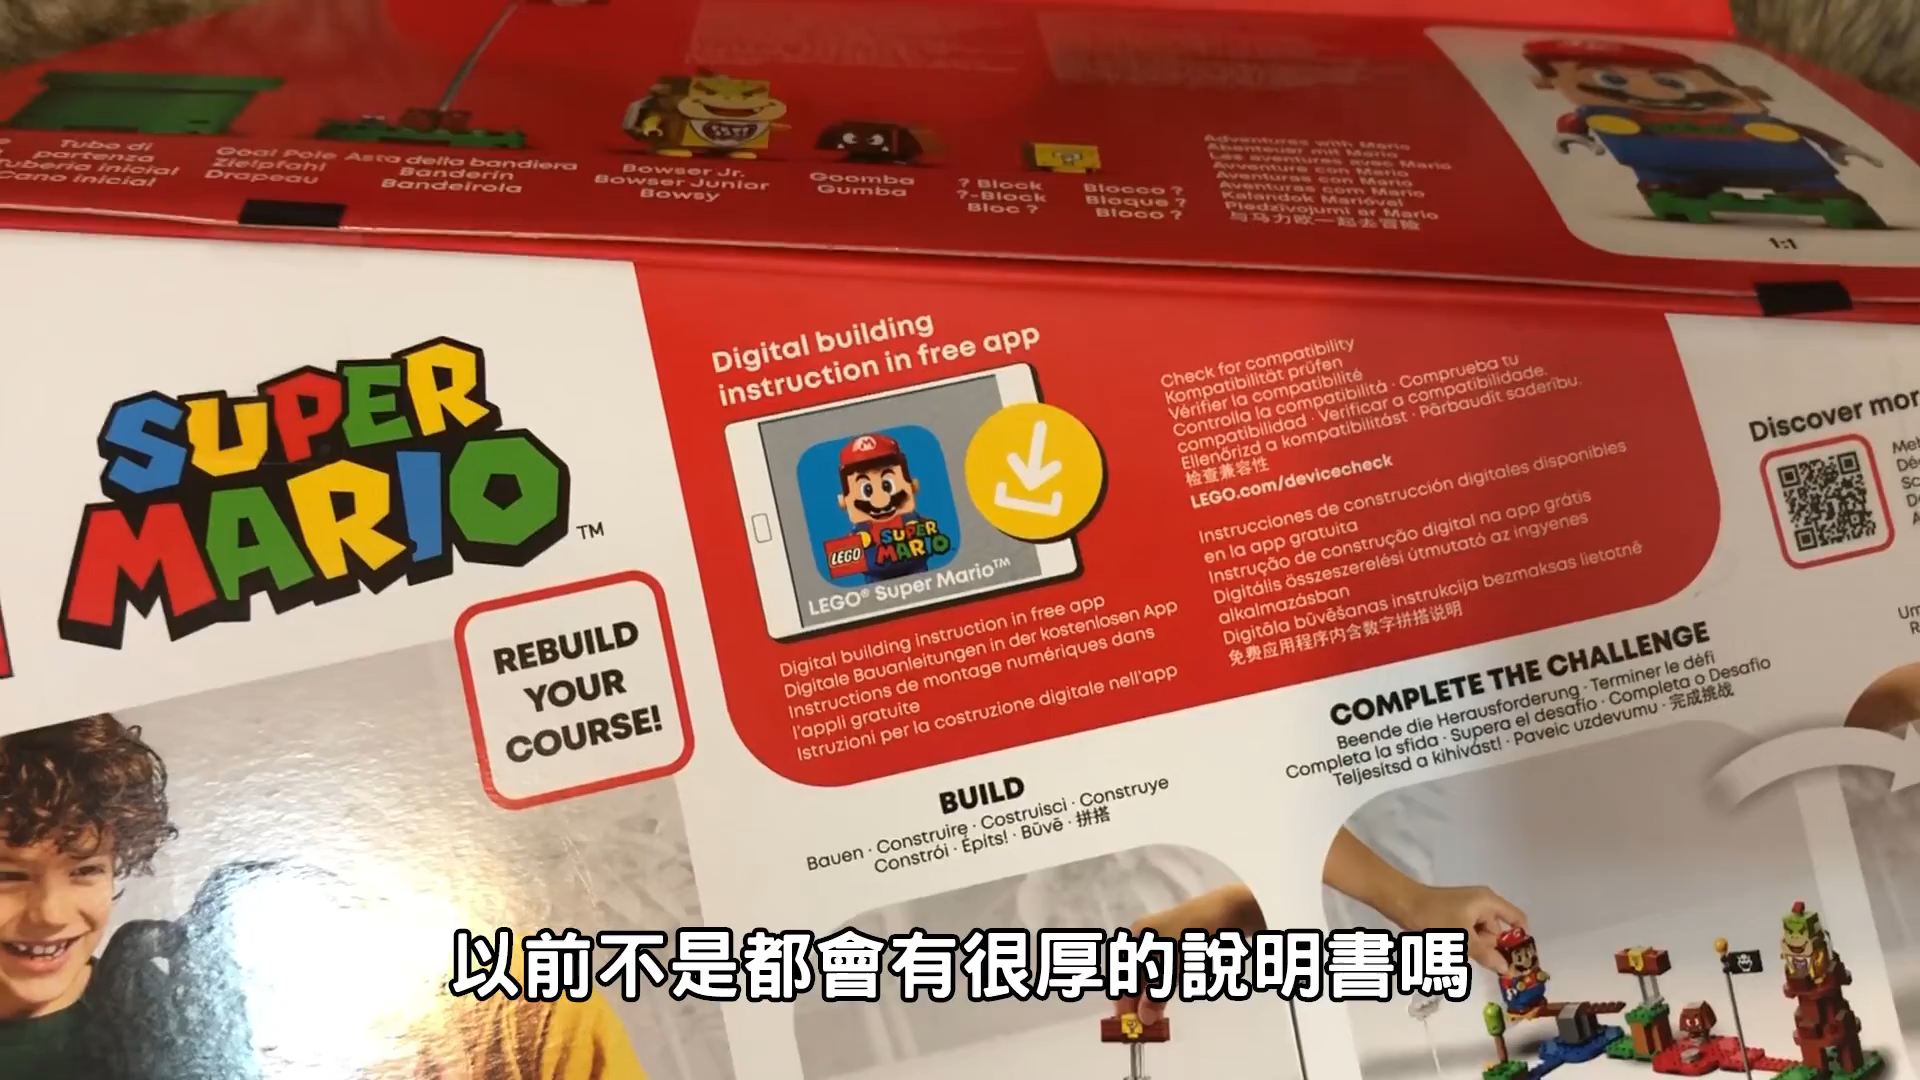 Tubo di
partenza
Tubería inicial
Cano inicial
Goal Pole
Zielpfahl
Drapeau
Asta della bandiera
Banderín
Bandeirola
Bowser Jr.
Bowser Junior
Bowsy
Goomba
Gumba
? Block
?-Block
Bloc ?
Blocco ?
Bloque ?
Bloco ?
Adventures with Mario
Abenteuer mit Mario
Les aventures avec Mario
Avventure con Mario
Aventuras con Mario
Aventuras com Mario
Kalandok Marióval
Piedzīvojumi ar Mario
与马力欧一起去冒险
1:1
SUPER
MARIO
TM
REBUILD
YOUR
COURSE!
Digital building
instruction in free app
LEGO SUPER
MARIO
LEGO® Super Mario™
Digital building instruction in free app
Digitale Bauanleitungen in der kostenlosen App
Instructions de montage numériques dans
l'appli gratuite
Istruzioni per la costruzione digitale nell'app
Check for compatibility
Kompatibilität prüfen
Vérifier la compatibilité
Controlla la compatibilità · Comprueba tu
compatibilidad · Verificar a compatibilidade.
Ellenőrizd a kompatibilitást · Pārbaudīt saderību.
检查兼容性
LEGO.com/devicecheck
Instrucciones de construcción digitales disponibles
en la app gratuita
Instrução de construção digital na app grátis
Digitális összeszerelési útmutató az ingyenes
alkalmazásban
Digitāla būvēšanas instrukcija bezmaksas lietotnē
免费应用程序内含数字拼搭说明
Discover mor
BUILD
Bauen · Construire · Costruisci · Construye
Constrói · Építs! · Būvē · 拼搭
COMPLETE THE CHALLENGE
Beende die Herausforderung · Terminer le défi
Completa la sfida · Supera el desafío · Completa o Desafio
Teljesítsd a kihívást! · Paveic uzdevumu · 完成挑战
以前不是都會有很厚的說明書嗎